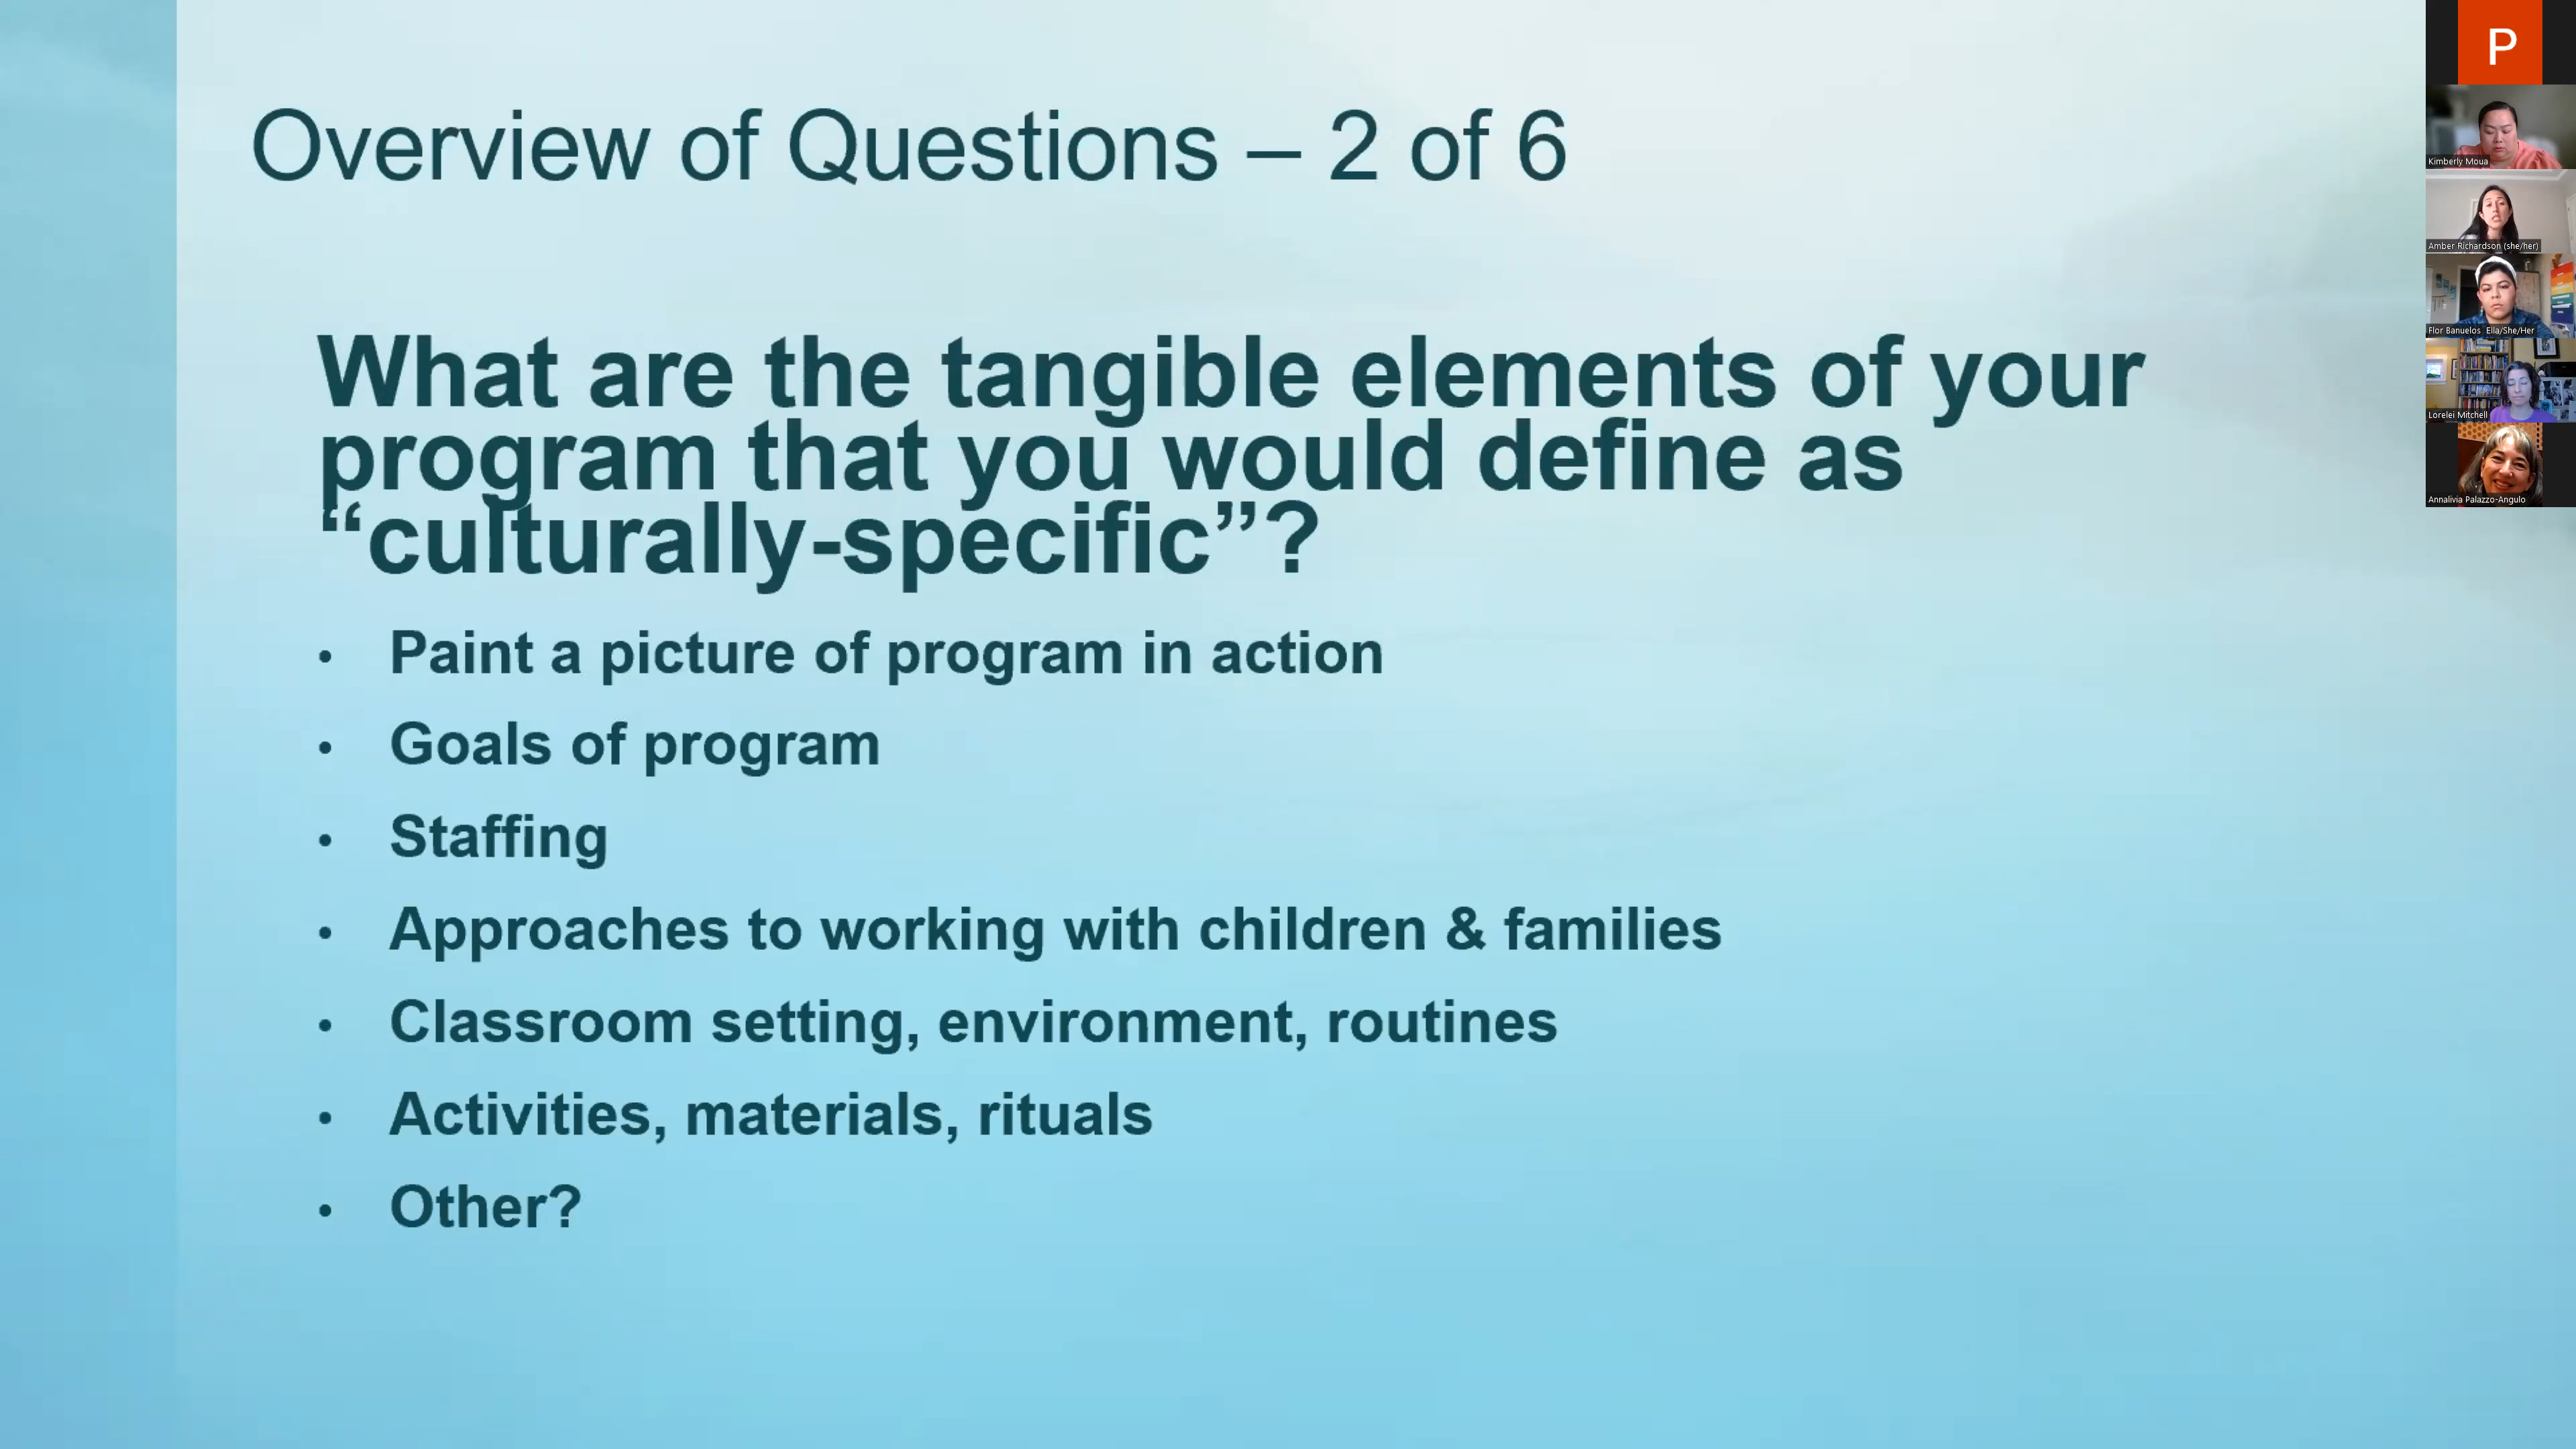 Overview of Questions – 2 of 6
What are the tangible elements of your
program that you would define as
“culturally-specific”?
• Paint a picture of program in action
• Goals of program
• Staffing
• Approaches to working with children & families
• Classroom setting, environment, routines
• Activities, materials, rituals
• Other?
P
Kimberly Moua
Amber Richardson (she/her)
Flor Banuelos Ella/She/Her
Lorelei Mitchell
Annalivia Palazzo-Angulo